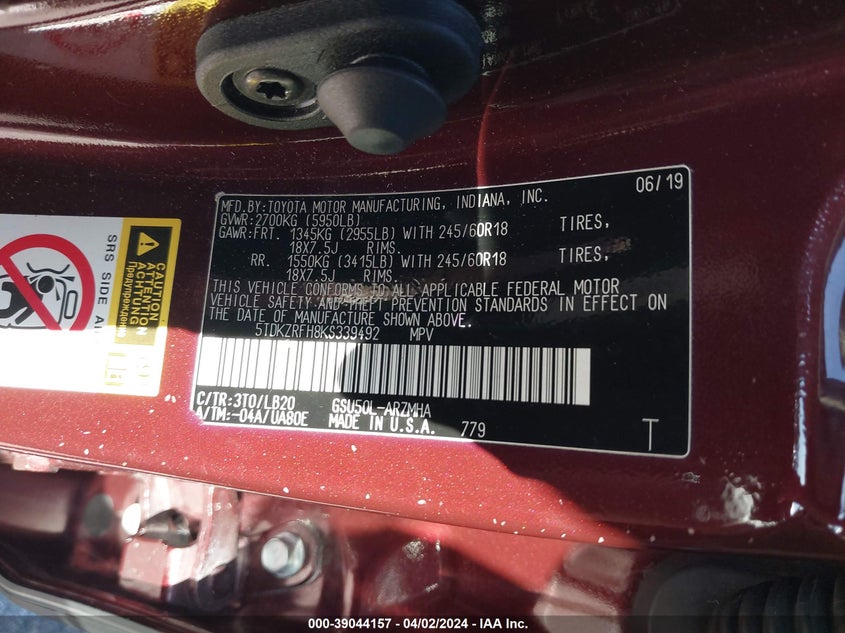 06/19
MFD. BY: TOYOTA MOTOR MANUFACTURING, INDIANA, INC.
GVWR: 2700KG (5950LB)
GAWR: FRT. 1345KG (2955LB) WITH 245/60R18 TIRES,
18X7.5J RIMS.
RR. 1550KG (3415LB) WITH 245/60R18 TIRES,
18X7.5J RIMS.
THIS VEHICLE CONFORMS TO ALL APPLICABLE FEDERAL MOTOR
VEHICLE SAFETY AND THEFT PREVENTION STANDARDS IN EFFECT ON
THE DATE OF MANUFACTURE SHOWN ABOVE.
5TDKZRFH8KS339492 MPV
C/TR: 3T0/LB20 GSU50L-ARZMHA
A/TM: -04A/UA80E MADE IN U.S.A. 779
T
SRS SIDE
CAUTION
ATTENTION
ACHTUNG
Предупреждение
000-39044157 - 04/02/2024 - IAA Inc.